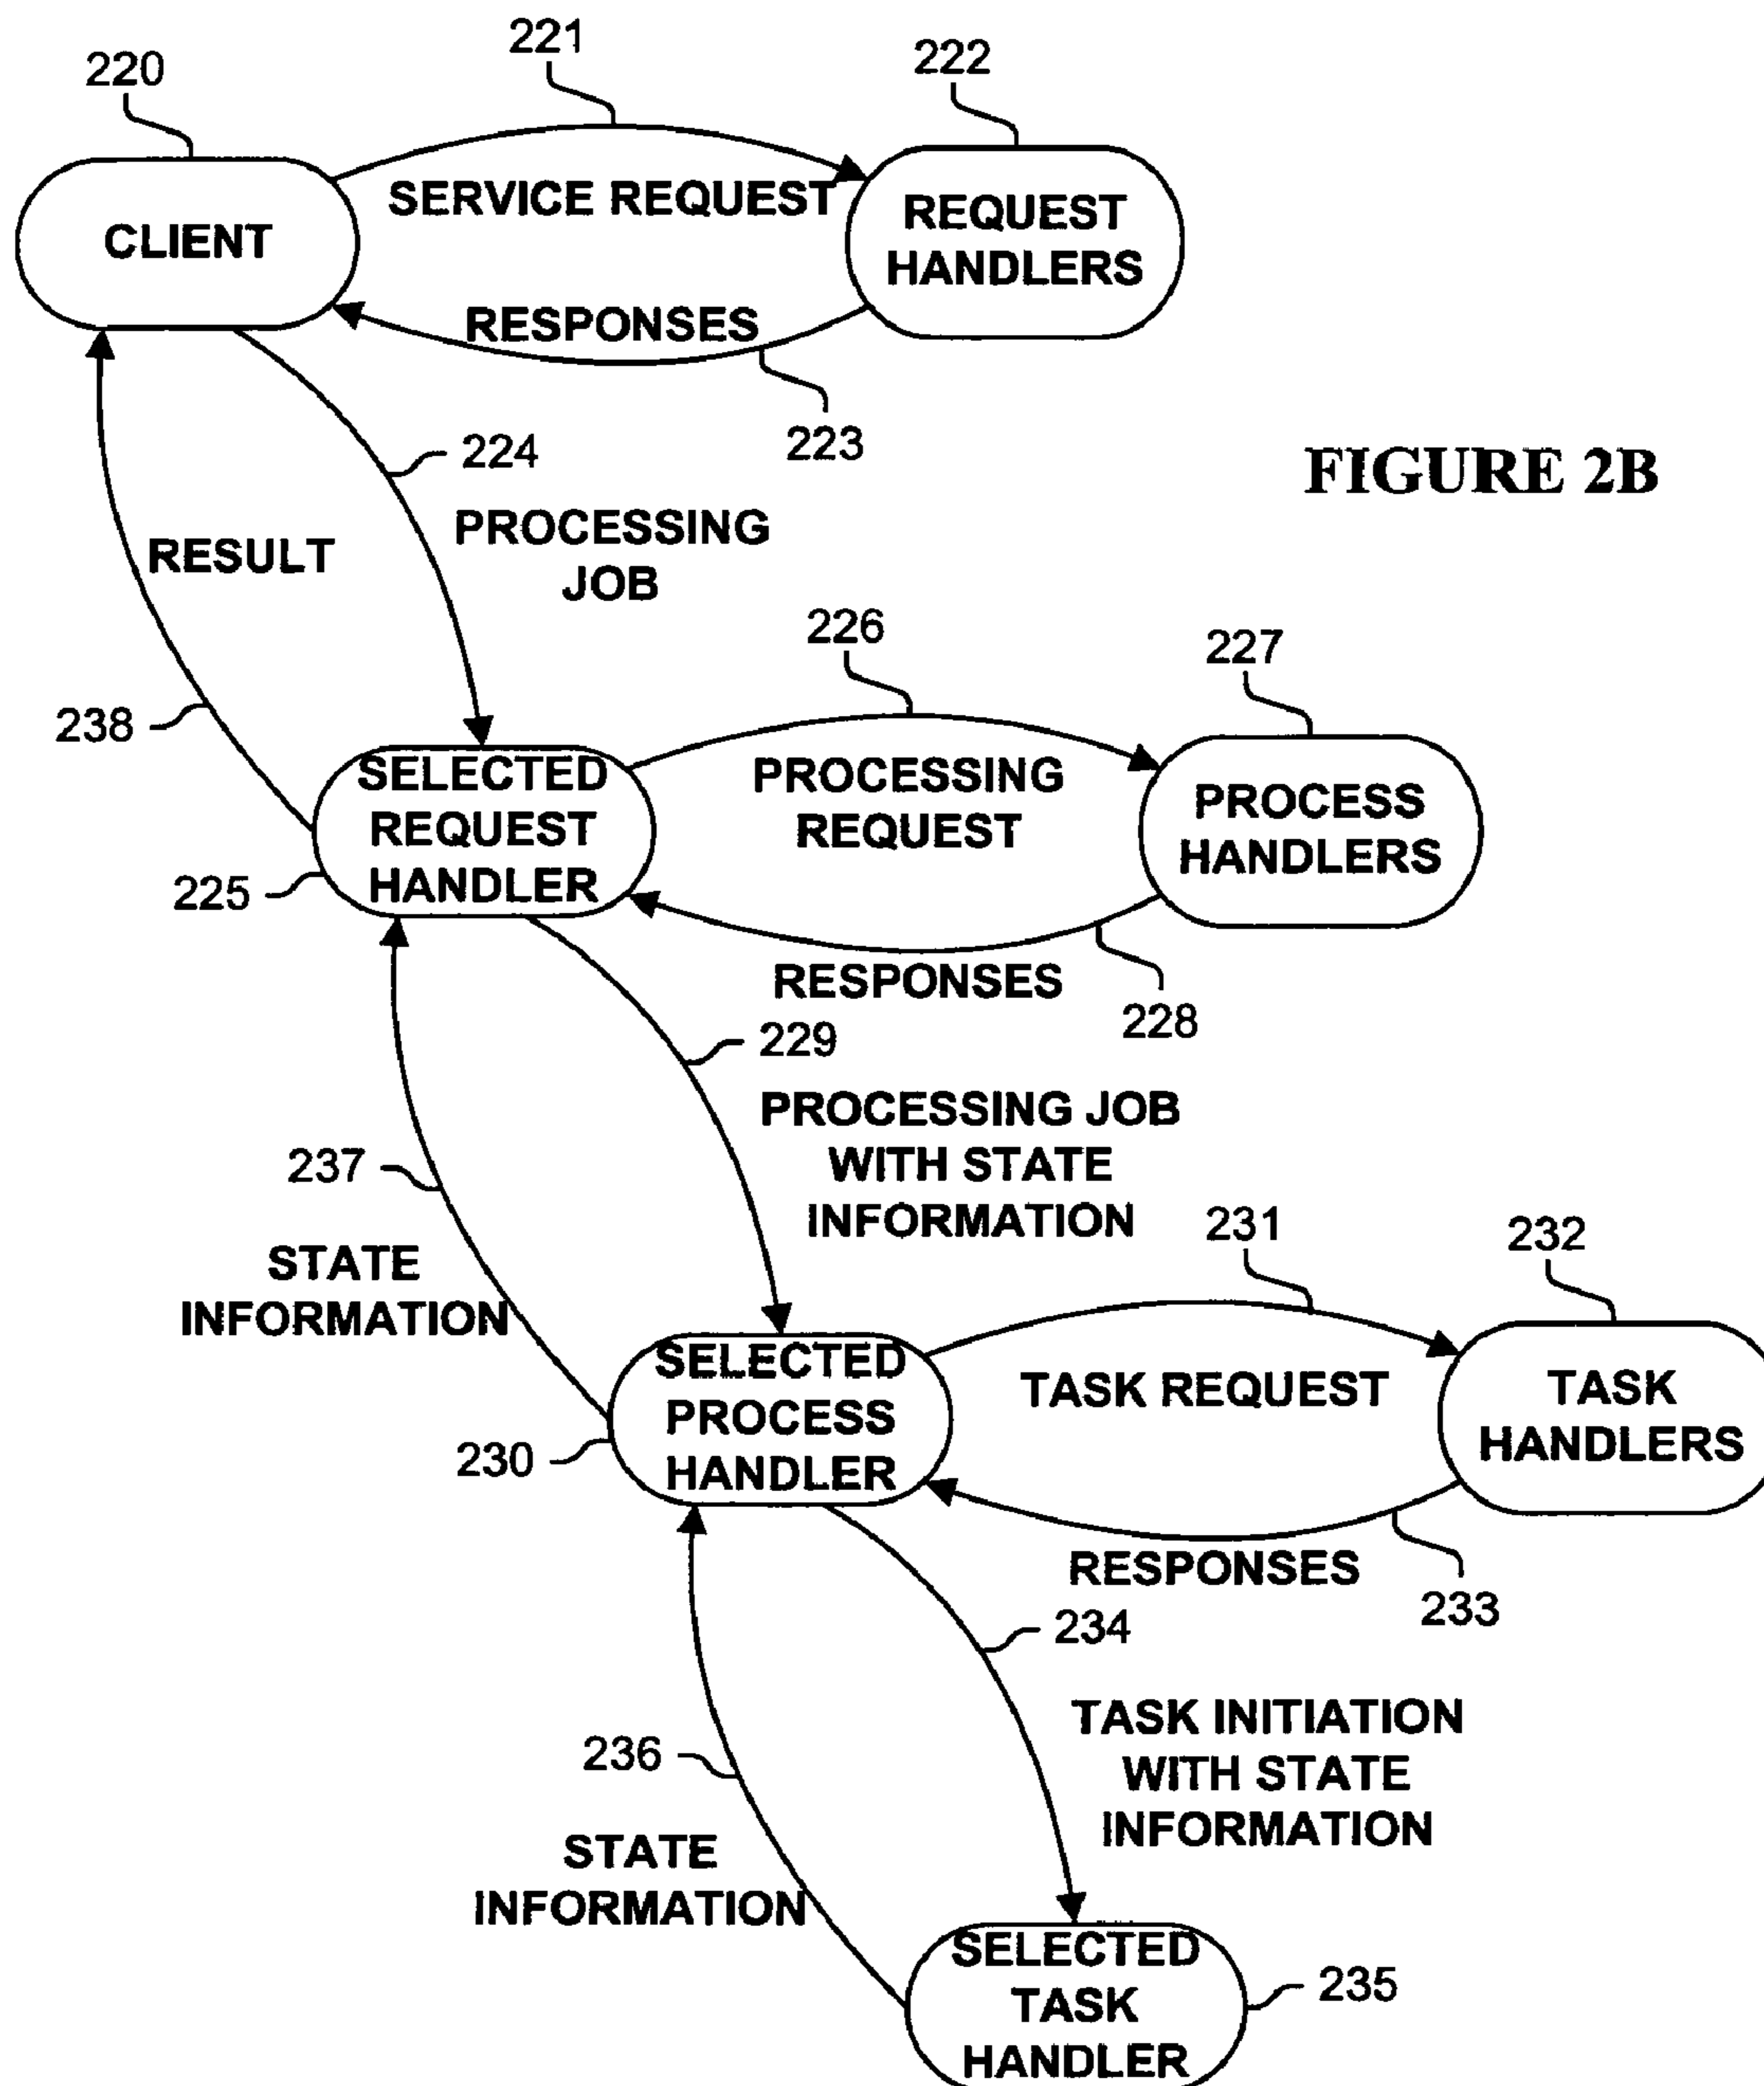 221
220
222
SERVICE REQUEST
CLIENT
REQUEST
HANDLERS
RESPONSES
223
224
FIGURE 2B
PROCESSING
JOB
RESULT
226
227
238
SELECTED
REQUEST
HANDLER
PROCESSING
REQUEST
PROCESS
HANDLERS
225
RESPONSES
228
229
PROCESSING JOB
WITH STATE
INFORMATION
237
231
232
STATE
INFORMATION
SELECTED
PROCESS
HANDLER
TASK REQUEST
TASK
HANDLERS
230
RESPONSES
233
234
TASK INITIATION
WITH STATE
INFORMATION
236
STATE
INFORMATION
SELECTED
TASK
HANDLER
235